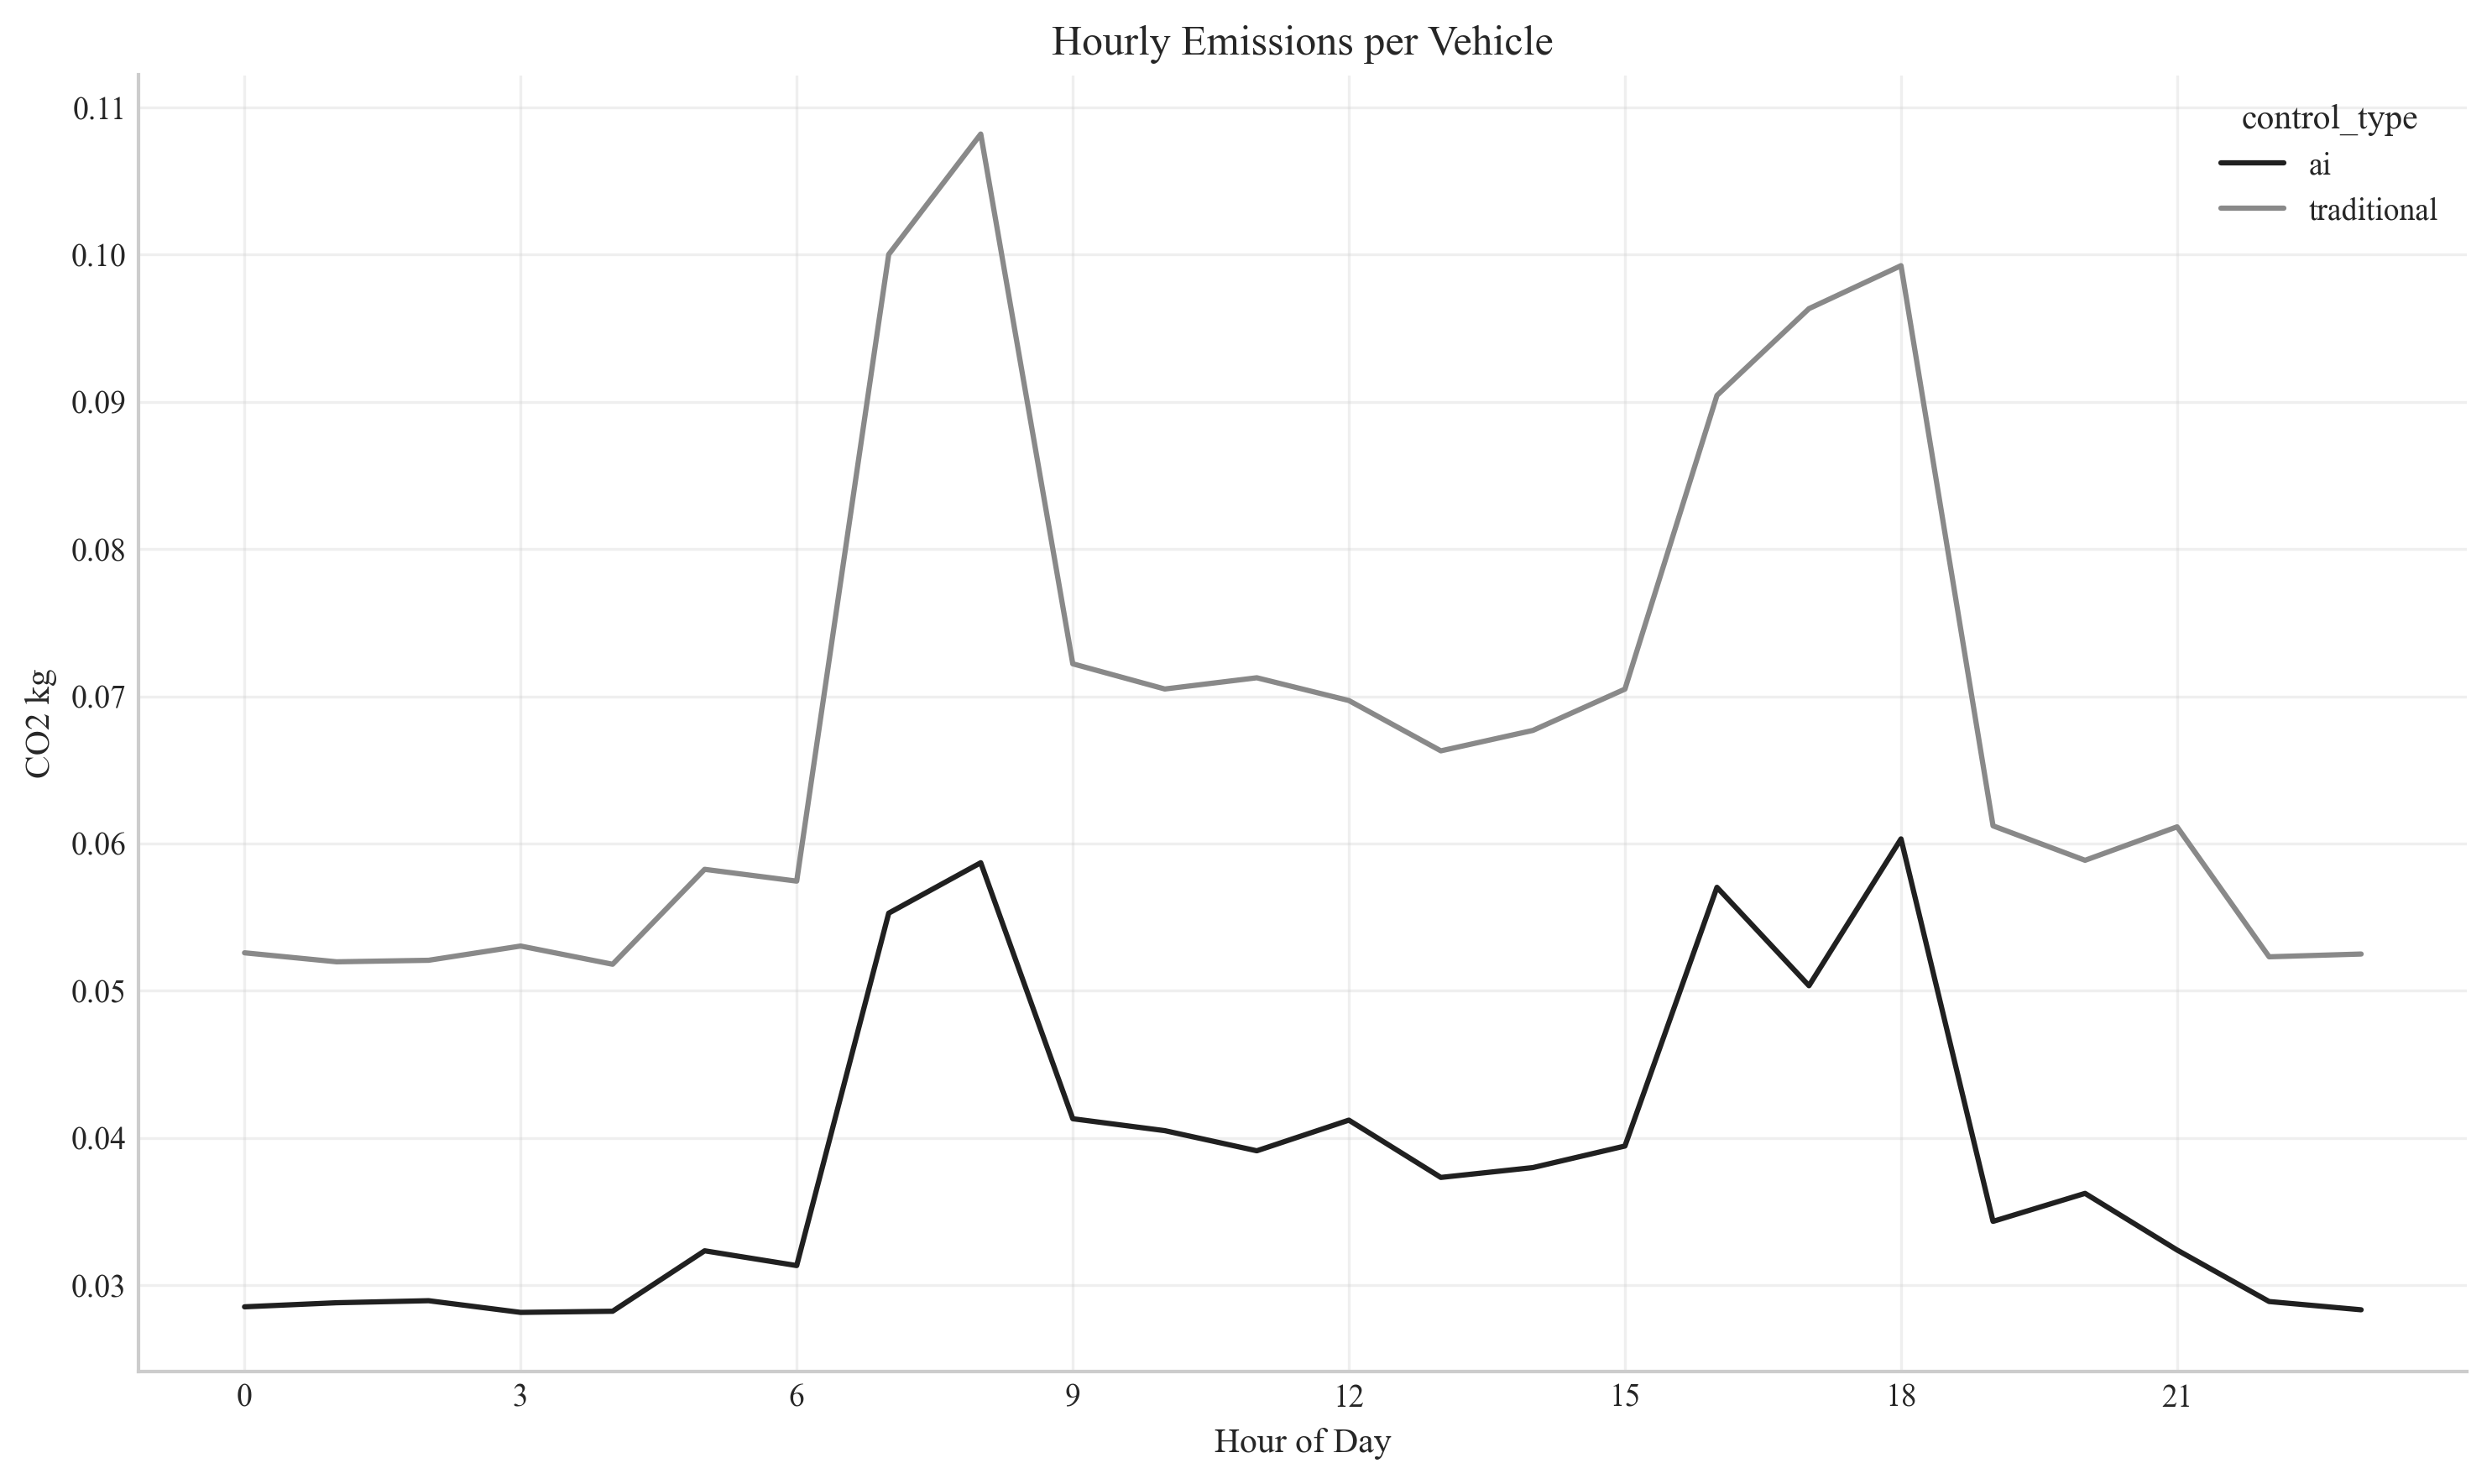 Hourly Emissions per Vehicle
control_type
ai
traditional
0.11
0.10
0.09
0.08
0.07
0.06
0.05
0.04
0.03
CO2 kg
0 3 6 9 12 15 18 21
Hour of Day